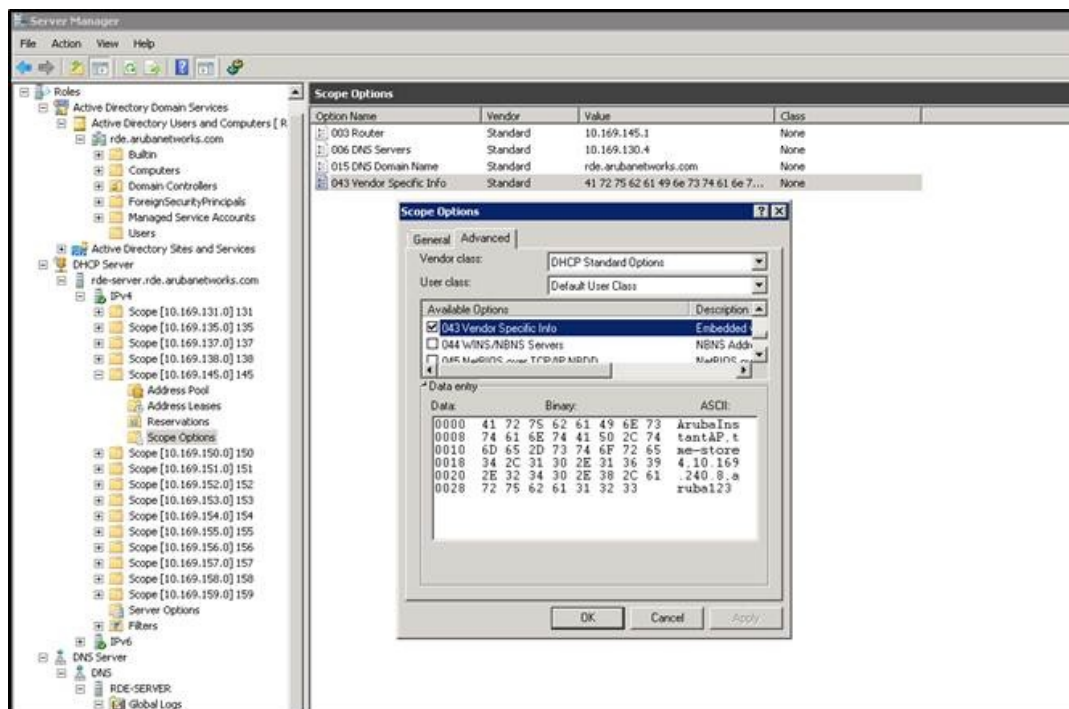 Server Manager
File Action View Help
Roles
Active Directory Domain Services
Active Directory Users and Computers [ R
rde.arubanetworks.com
Builtin
Computers
Domain Controllers
ForeignSecurityPrincipals
Managed Service Accounts
Users
Active Directory Sites and Services
DHCP Server
rde-server.rde.arubanetworks.com
IPv4
Scope [10.169.131.0] 131
Scope [10.169.135.0] 135
Scope [10.169.137.0] 137
Scope [10.169.138.0] 138
Scope [10.169.145.0] 145
Address Pool
Address Leases
Reservations
Scope Options
Scope [10.169.150.0] 150
Scope [10.169.151.0] 151
Scope [10.169.152.0] 152
Scope [10.169.153.0] 153
Scope [10.169.154.0] 154
Scope [10.169.155.0] 155
Scope [10.169.156.0] 156
Scope [10.169.157.0] 157
Scope [10.169.158.0] 158
Scope [10.169.159.0] 159
Server Options
Filters
IPv6
DNS Server
DNS
RDE-SERVER
Global Logs
Scope Options
Option Name Vendor Value Class
003 Router Standard 10.169.145.1 None
006 DNS Servers Standard 10.169.130.4 None
015 DNS Domain Name Standard rde.arubanetworks.com None
043 Vendor Specific Info Standard 41 72 75 62 61 49 6e 73 74 61 6e 7... None
Scope Options
General Advanced
Vendor class: DHCP Standard Options
User class: Default User Class
Available Options Description
043 Vendor Specific Info Embedded v
044 WINS/NBNS Servers NBNS Addr
045 NetBIOS over TCP/IP NBDD NetBIOS
Data entry
Data: Binary: ASCII:
0000 41 72 75 62 61 49 6E 73 ArubaIns
0008 74 61 6E 74 41 50 2C 74 tantAP,t
0010 6D 65 2D 73 74 6F 72 65 me-store
0018 34 2C 31 30 2E 31 36 39 4,10.169
0020 2E 32 34 30 2E 38 2C 61 .240.8,a
0028 72 75 62 61 31 32 33 ruba123
OK Cancel Apply